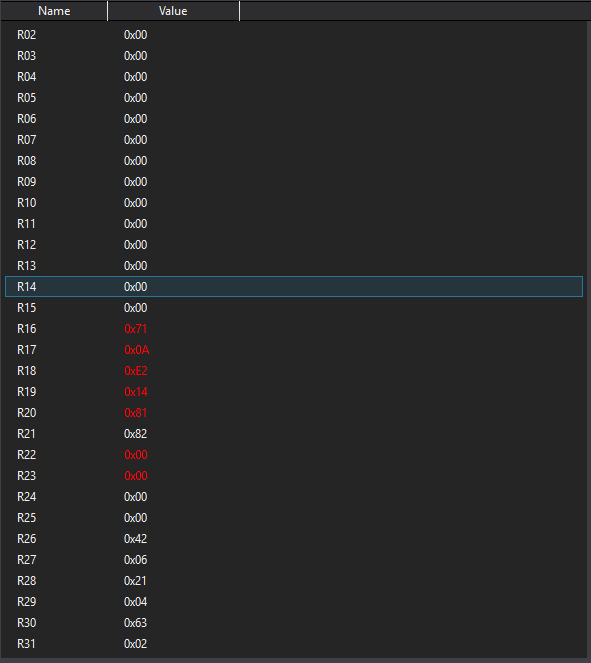 Name Value
R02 0x00
R03 0x00
R04 0x00
R05 0x00
R06 0x00
R07 0x00
R08 0x00
R09 0x00
R10 0x00
R11 0x00
R12 0x00
R13 0x00
R14 0x00
R15 0x00
R16 0x71
R17 0x0A
R18 0xE2
R19 0x14
R20 0x81
R21 0x82
R22 0x00
R23 0x00
R24 0x00
R25 0x00
R26 0x42
R27 0x06
R28 0x21
R29 0x04
R30 0x63
R31 0x02